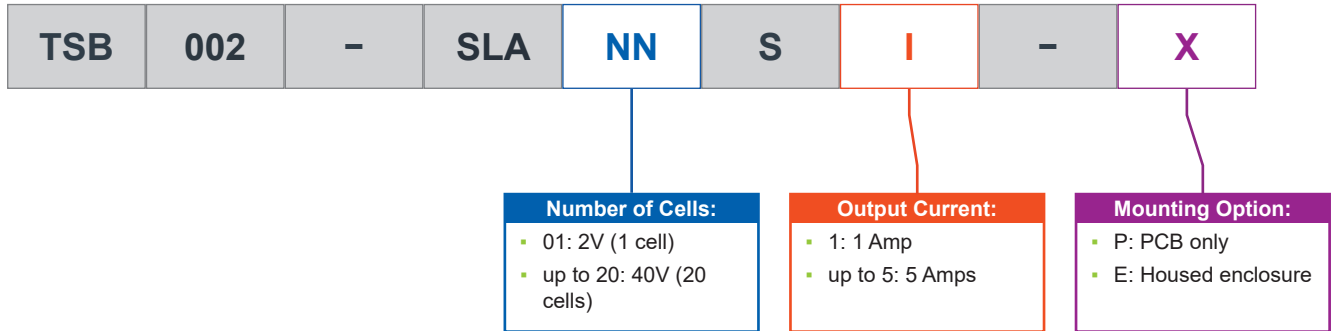 TSB 002 - SLA NN S I - X
Number of Cells:
▪ 01: 2V (1 cell)
▪ up to 20: 40V (20
cells)
Output Current:
▪ 1: 1 Amp
▪ up to 5: 5 Amps
Mounting Option:
▪ P: PCB only
▪ E: Housed enclosure